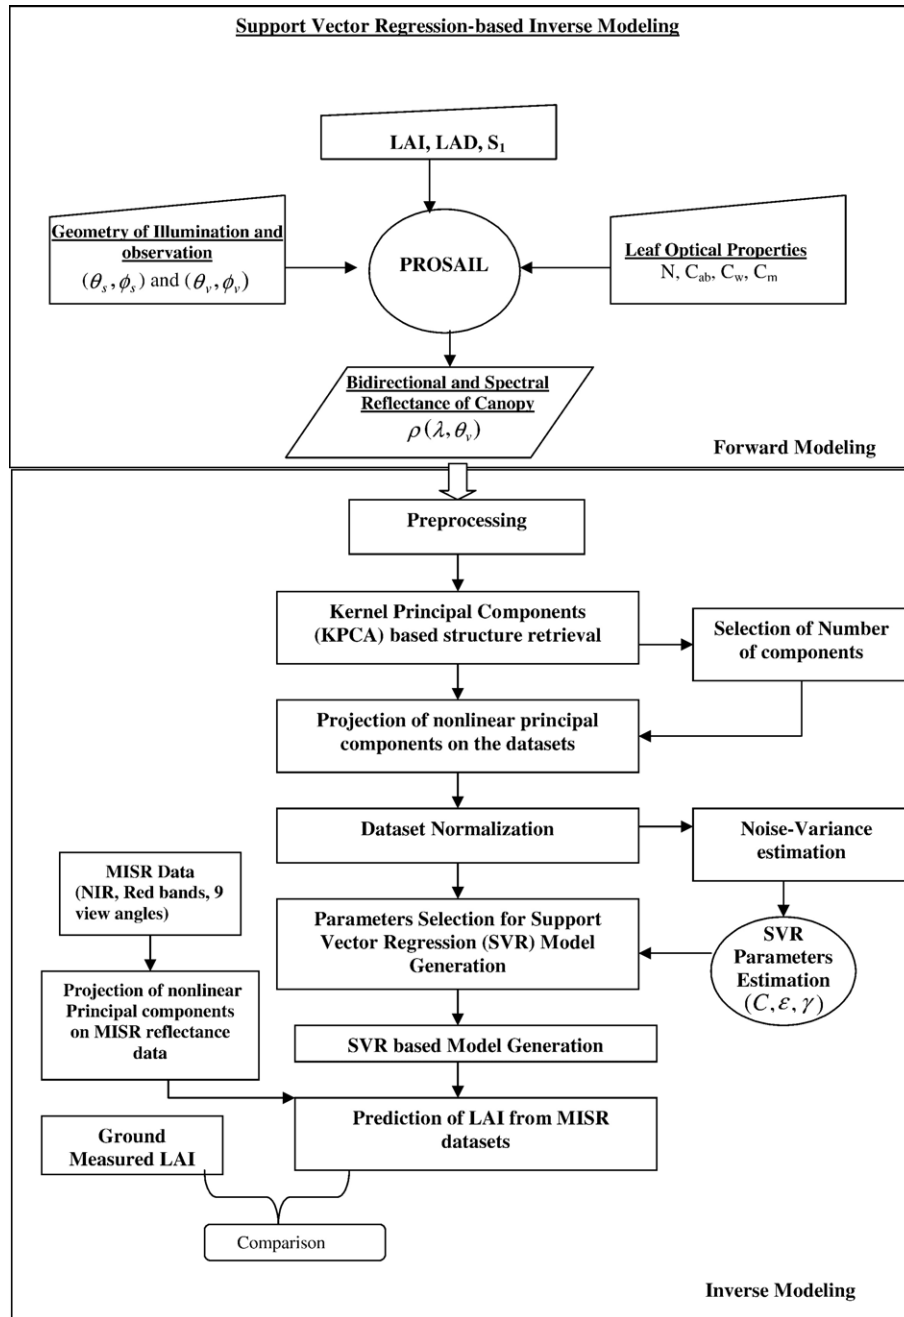 Support Vector Regression-based Inverse Modeling
LAI, LAD, S₁
Geometry of Illumination and
observation
(θₛ, ϕₛ) and (θᵥ, ϕᵥ)
PROSAIL
Leaf Optical Properties
N, C_ab, C_w, C_m
Bidirectional and Spectral
Reflectance of Canopy
ρ (λ, θᵥ)
Forward Modeling
Preprocessing
Kernel Principal Components
(KPCA) based structure retrieval
Selection of Number
of components
Projection of nonlinear principal
components on the datasets
Dataset Normalization
Noise-Variance
estimation
MISR Data
(NIR, Red bands, 9
view angles)
Parameters Selection for Support
Vector Regression (SVR) Model
Generation
SVR
Parameters
Estimation
(C, ε, γ)
Projection of nonlinear
Principal components
on MISR reflectance
data
SVR based Model Generation
Prediction of LAI from MISR
datasets
Ground
Measured LAI
Comparison
Inverse Modeling